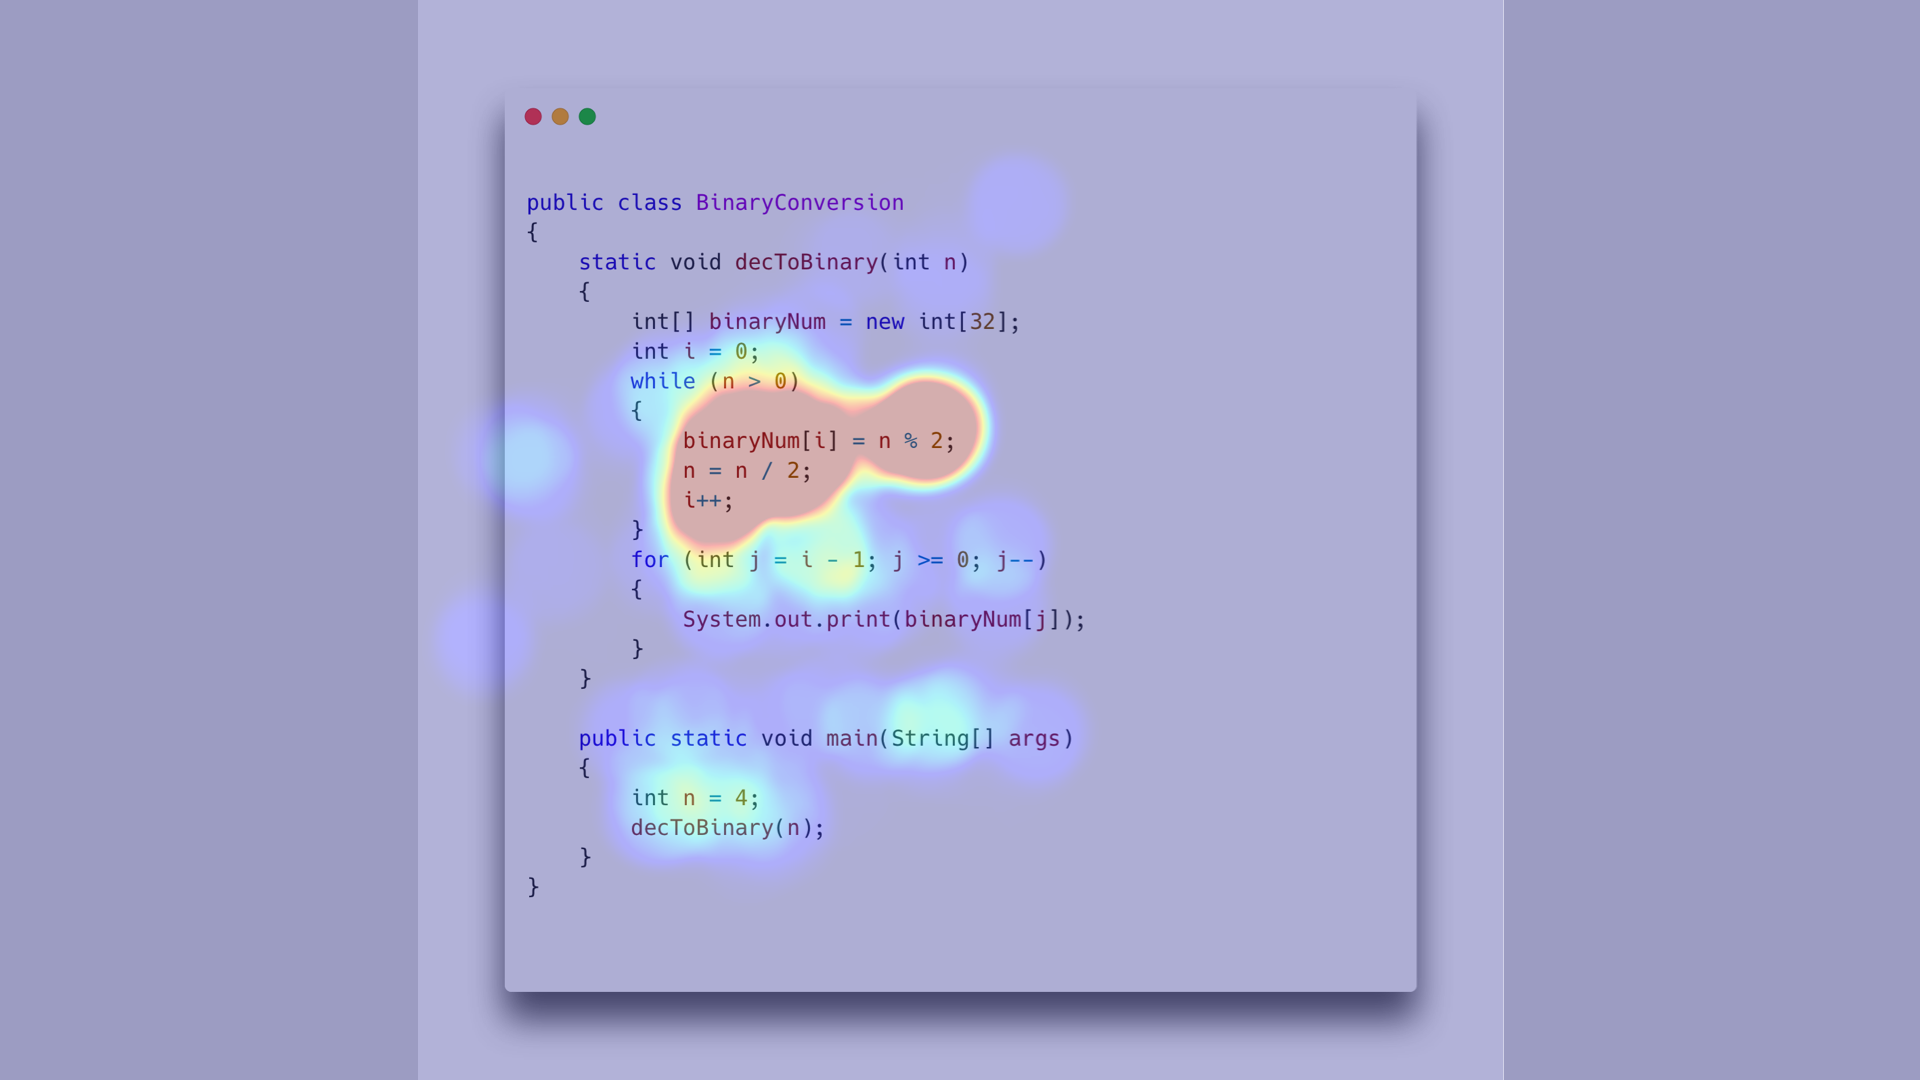 public class BinaryConversion
{
    static void decToBinary(int n)
    {
        int[] binaryNum = new int[32];
        int i = 0;
        while (n > 0)
        {
            binaryNum[i] = n % 2;
            n = n / 2;
            i++;
        }
        for (int j = i - 1; j >= 0; j--)
        {
            System.out.print(binaryNum[j]);
        }
    }

    public static void main(String[] args)
    {
        int n = 4;
        decToBinary(n);
    }
}